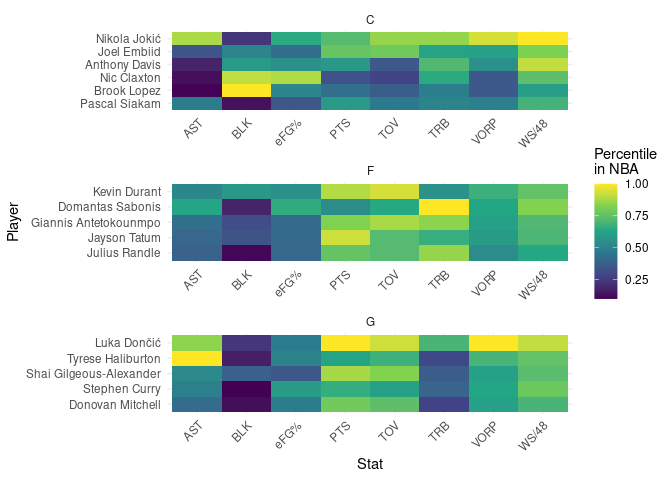 C
Nikola Jokić
Joel Embiid
Anthony Davis
Nic Claxton
Brook Lopez
Pascal Siakam
AST BLK eFG% PTS TOV TRB VORP WS/48
Percentile
in NBA
1.00
0.75
0.50
0.25
Player
F
Kevin Durant
Domantas Sabonis
Giannis Antetokounmpo
Jayson Tatum
Julius Randle
AST BLK eFG% PTS TOV TRB VORP WS/48
G
Luka Dončić
Tyrese Haliburton
Shai Gilgeous-Alexander
Stephen Curry
Donovan Mitchell
AST BLK eFG% PTS TOV TRB VORP WS/48
Stat